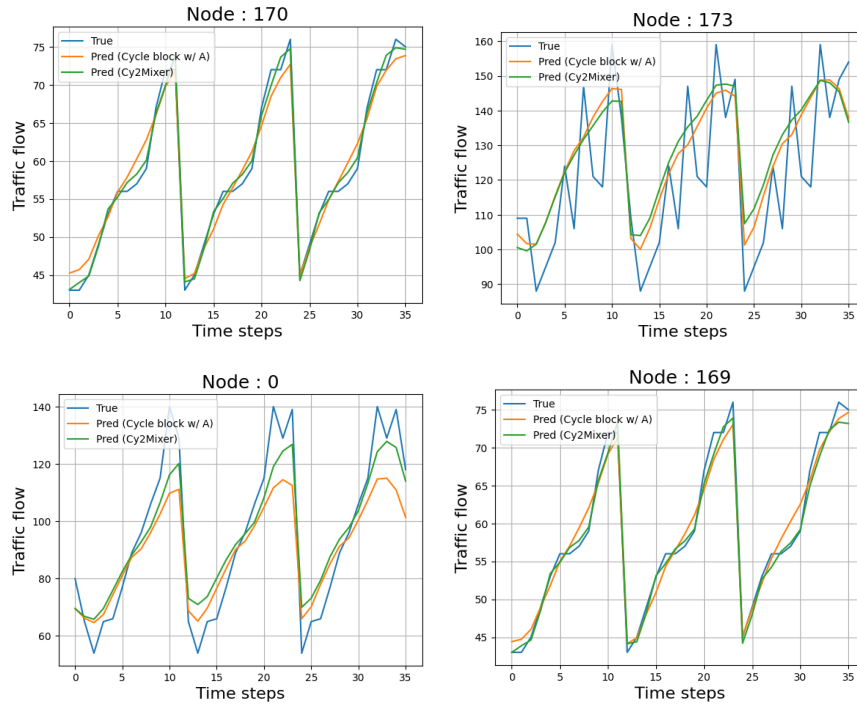 Node : 170
True
Pred (Cycle block w/ A)
Pred (Cy2Mixer)
Traffic flow
75
70
65
60
55
50
45
0 5 10 15 20 25 30 35
Time steps
Node : 173
True
Pred (Cycle block w/ A)
Pred (Cy2Mixer)
Traffic flow
160
150
140
130
120
110
100
90
0 5 10 15 20 25 30 35
Time steps
Node : 0
True
Pred (Cycle block w/ A)
Pred (Cy2Mixer)
Traffic flow
140
120
100
80
60
0 5 10 15 20 25 30 35
Time steps
Node : 169
True
Pred (Cycle block w/ A)
Pred (Cy2Mixer)
Traffic flow
75
70
65
60
55
50
45
0 5 10 15 20 25 30 35
Time steps